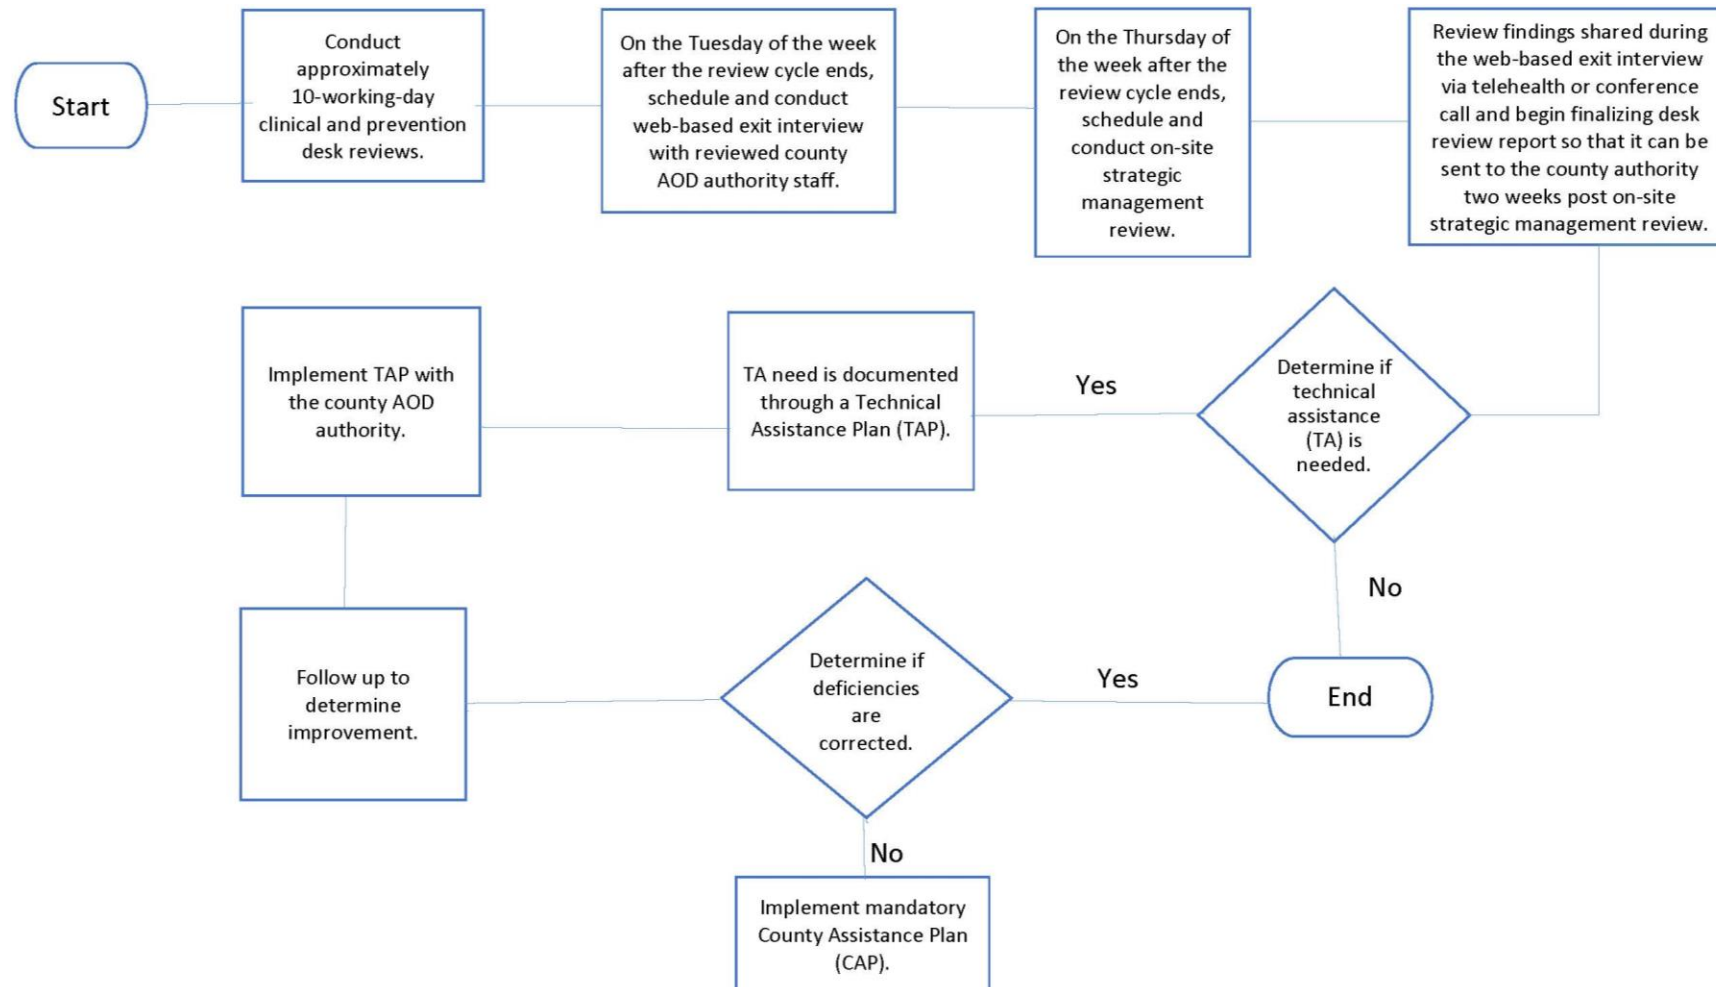 Start
Conduct
approximately
10-working-day
clinical and prevention
desk reviews.
On the Tuesday of the week
after the review cycle ends,
schedule and conduct
web-based exit interview
with reviewed county
AOD authority staff.
On the Thursday of
the week after the
review cycle ends,
schedule and
conduct on-site
strategic
management
review.
Review findings shared during
the web-based exit interview
via telehealth or conference
call and begin finalizing desk
review report so that it can be
sent to the county authority
two weeks post on-site
strategic management review.
Determine if
technical
assistance
(TA) is
needed.
Yes
TA need is documented
through a Technical
Assistance Plan (TAP).
Implement TAP with
the county AOD
authority.
No
Follow up to
determine
improvement.
Determine if
deficiencies
are
corrected.
Yes
End
No
Implement mandatory
County Assistance Plan
(CAP).